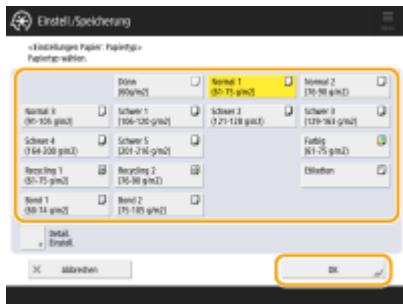 Einstell./Speicherung
<Einstellungen Papier: Papiertyp>
Papiertyp wählen.
Dünn
(60g/m2)
Normal 1
(61-75 g/m2)
Normal 2
(76-90 g/m2)
Normal 3
(91-105 g/m2)
Schwer 1
(106-120 g/m2)
Schwer 2
(121-128 g/m2)
Schwer 3
(129-163 g/m2)
Schwer 4
(164-200 g/m2)
Schwer 5
(201-216 g/m2)
Farbig
(61-75 g/m2)
Recycling 1
(61-75 g/m2)
Recycling 2
(76-90 g/m2)
Etiketten
Bond 1
Bond 2
(75-105 g/m2)
Detail.
Einstell.
Abbrechen
OK